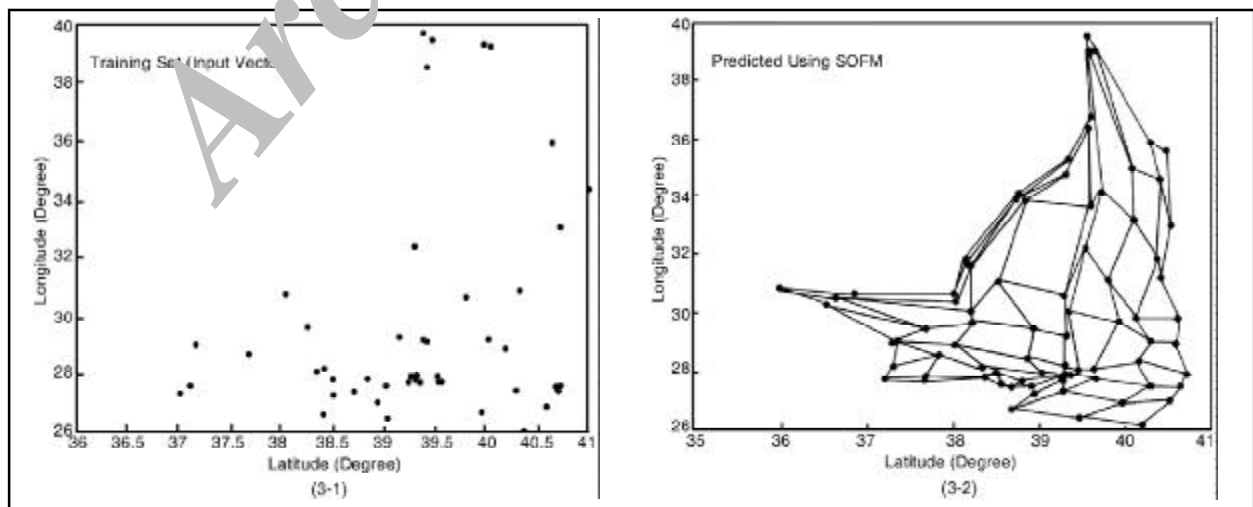 Arc
40
38
36
34
32
30
28
26
Longitude (Degree)
Training Set (Input Vecto
36 36.5 37 37.5 38 38.5 39 39.5 40 40.5 41
Latitude (Degree)
(3-1)
40
38
36
34
32
30
28
26
Longitude (Degree)
Predicted Using SOFM
35 36 37 38 39 40 41
Latitude (Degree)
(3-2)